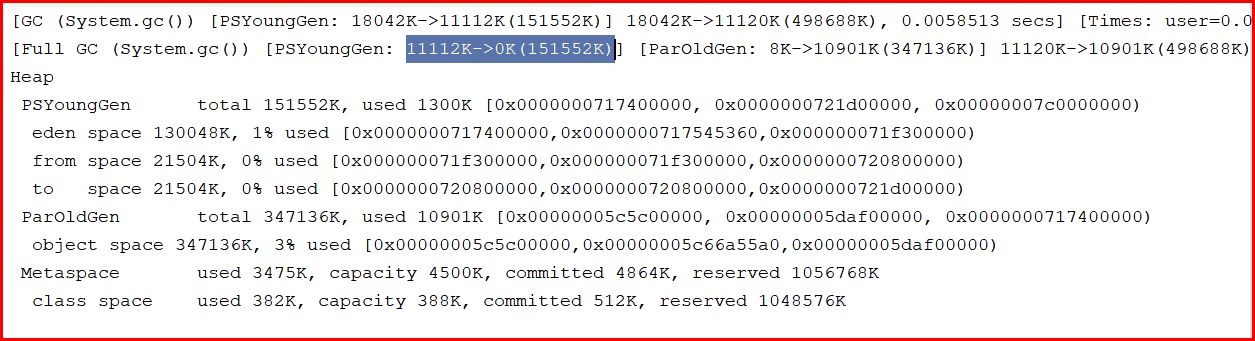 [GC (System.gc()) [PSYoungGen: 18042K->11112K(151552K)] 18042K->11120K(498688K), 0.0058513 secs] [Times: user=0.0
[Full GC (System.gc()) [PSYoungGen: 11112K->0K(151552K)] [ParOldGen: 8K->10901K(347136K)] 11120K->10901K(498688K)
Heap
PSYoungGen total 151552K, used 1300K [0x0000000717400000, 0x0000000721d00000, 0x00000007c0000000)
eden space 130048K, 1% used [0x0000000717400000,0x0000000717545360,0x000000071f300000)
from space 21504K, 0% used [0x000000071f300000,0x000000071f300000,0x0000000720800000)
to space 21504K, 0% used [0x0000000720800000,0x0000000720800000,0x0000000721d00000)
ParOldGen total 347136K, used 10901K [0x00000005c5c00000, 0x00000005daf00000, 0x0000000717400000)
object space 347136K, 3% used [0x00000005c5c00000,0x00000005c66a55a0,0x00000005daf00000)
Metaspace used 3475K, capacity 4500K, committed 4864K, reserved 1056768K
class space used 382K, capacity 388K, committed 512K, reserved 1048576K